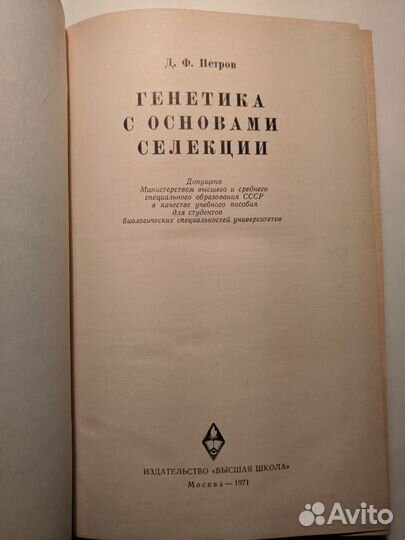 Д. Ф. Петров
ГЕНЕТИКА
С ОСНОВАМИ
СЕЛЕКЦИИ
Допущено
Министерством высшего и среднего
специального образования СССР
в качестве учебного пособия
для студентов
биологических специальностей университетов
ИЗДАТЕЛЬСТВО «ВЫСШАЯ ШКОЛА»
Москва — 1971
Avito